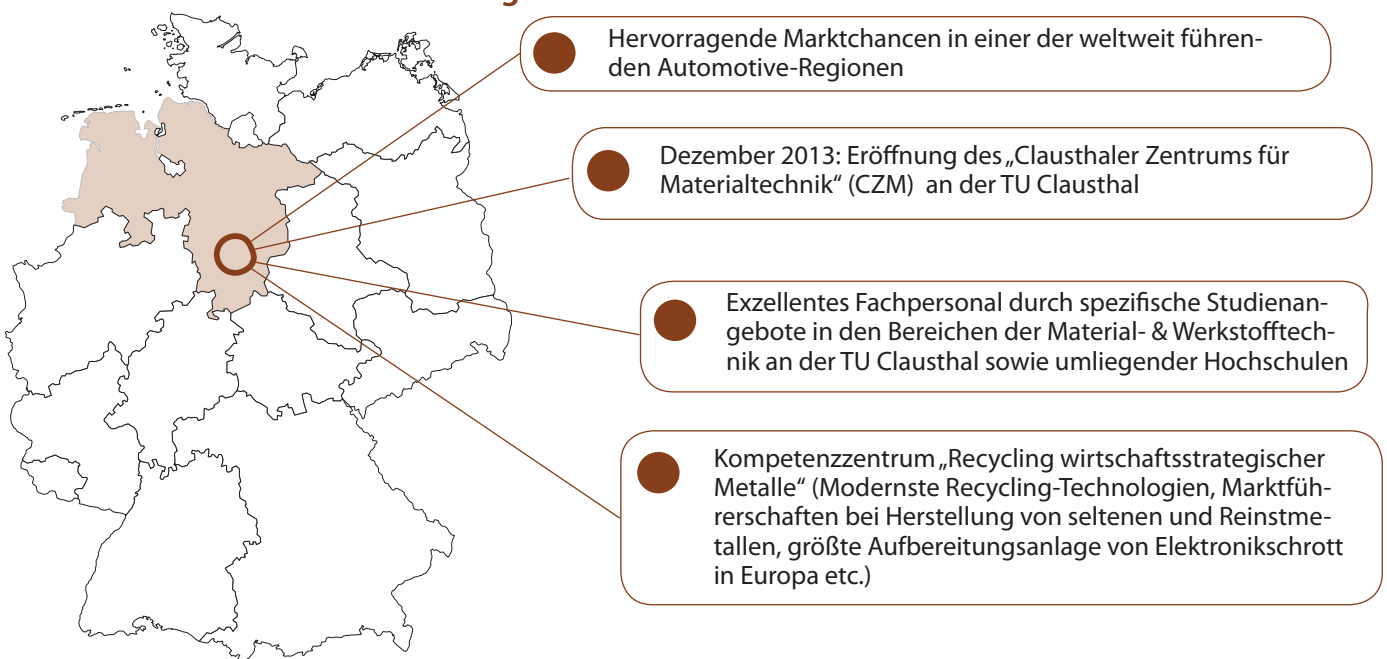 Hervorragende Marktchancen in einer der weltweit führen-
den Automotive-Regionen
Dezember 2013: Eröffnung des „Clausthaler Zentrums für
Materialtechnik“ (CZM) an der TU Clausthal
Exzellentes Fachpersonal durch spezifische Studienan-
gebote in den Bereichen der Material- & Werkstofftech-
nik an der TU Clausthal sowie umliegender Hochschulen
Kompetenzzentrum „Recycling wirtschaftsstrategischer
Metalle“ (Modernste Recycling-Technologien, Marktfüh-
rerschaften bei Herstellung von seltenen und Reinstme-
tallen, größte Aufbereitungsanlage von Elektronikschrott
in Europa etc.)